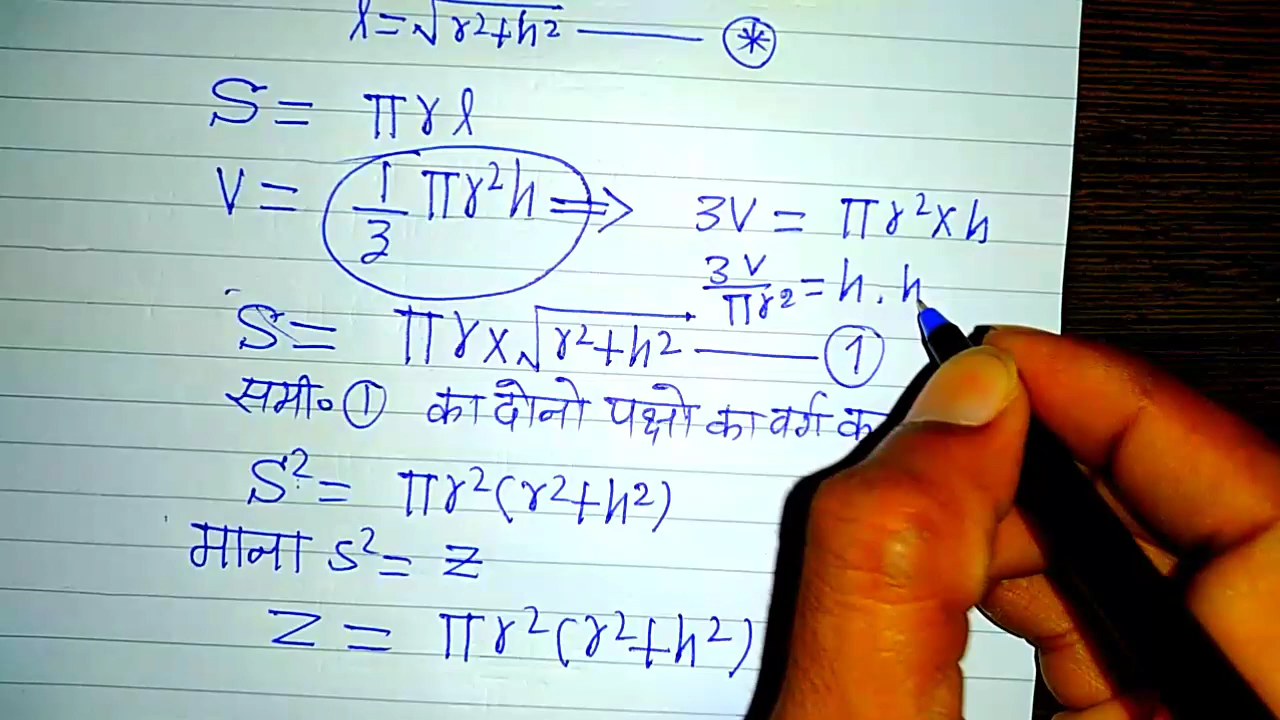 l = √r²+h² —— ⊛
S = πrl
V = 1/3 πr²h ⇒ 3V = πr²×h
3V/πr² = h . h
S = πr×√r²+h² —— ①
समी० ① का दोनो पक्षो का वर्ग
S² = πr²(r²+h²)
माना s² = z
Z = πr²(r²+h²)